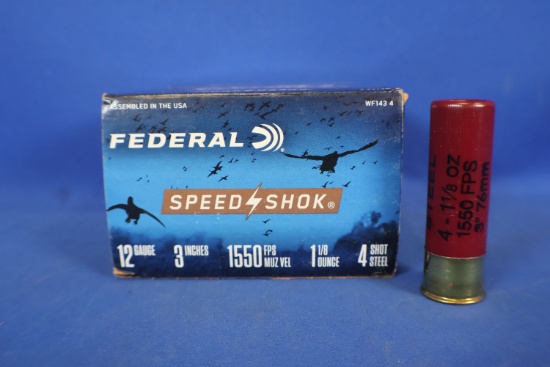 ASSEMBLED IN THE USA
WF143 4
FEDERAL
SPEED SHOK®
12 GAUGE
3 INCHES
1550 FPS MUZ VEL
1 1/8 OUNCE
4 SHOT STEEL
STEEL
4 - 1 1/8 OZ
1550 FPS
3" 76mm